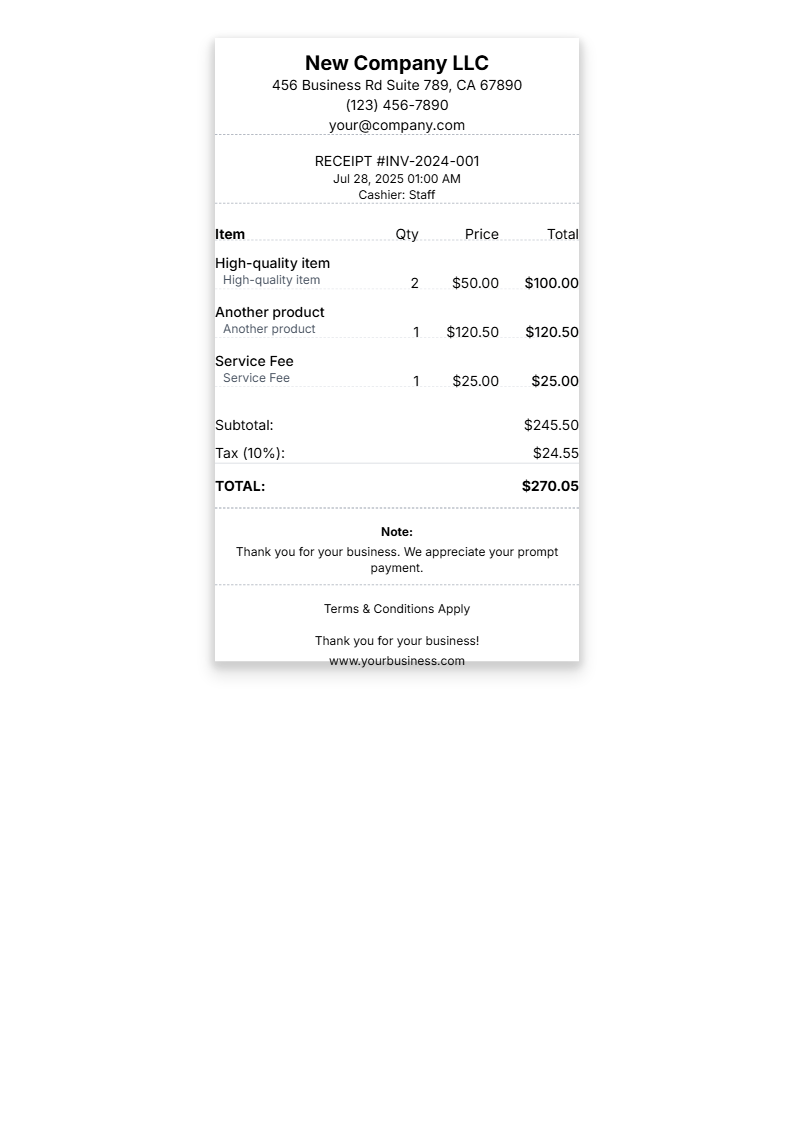 New Company LLC
456 Business Rd Suite 789, CA 67890
(123) 456-7890
your@company.com
RECEIPT #INV-2024-001
Jul 28, 2025 01:00 AM
Cashier: Staff
Item Qty Price Total
High-quality item
High-quality item
2 $50.00 $100.00
Another product
Another product
1 $120.50 $120.50
Service Fee
Service Fee
1 $25.00 $25.00
Subtotal: $245.50
Tax (10%): $24.55
TOTAL: $270.05
Note:
Thank you for your business. We appreciate your prompt
payment.
Terms & Conditions Apply
Thank you for your business!
www.yourbusiness.com